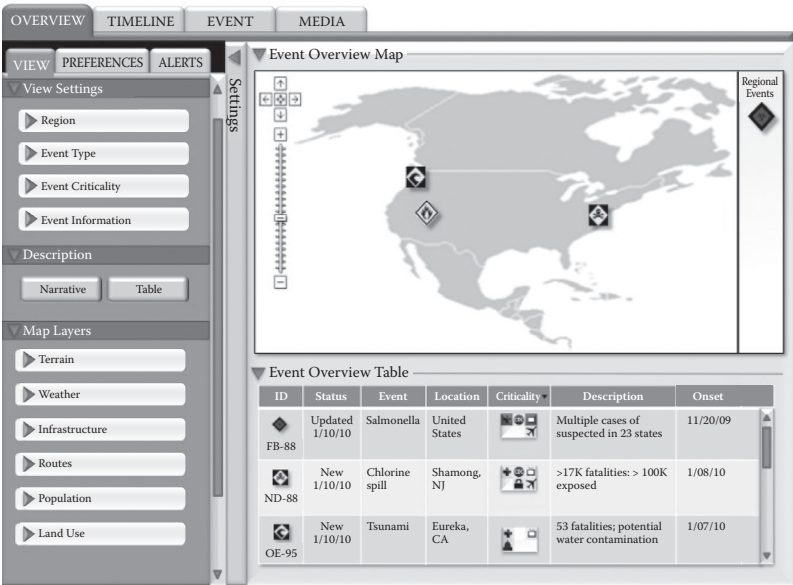 OVERVIEW TIMELINE EVENT MEDIA
VIEW PREFERENCES ALERTS
Settings
View Settings
Region
Event Type
Event Criticality
Event Information
Description
Narrative Table
Map Layers
Terrain
Weather
Infrastructure
Routes
Population
Land Use
Event Overview Map
Regional
Events
Event Overview Table
ID Status Event Location Criticality Description Onset
FB-88 Updated 1/10/10 Salmonella United States Multiple cases of suspected in 23 states 11/20/09
ND-88 New 1/10/10 Chlorine spill Shamong, NJ >17K fatalities: > 100K exposed 1/08/10
OE-95 New 1/10/10 Tsunami Eureka, CA 53 fatalities; potential water contamination 1/07/10